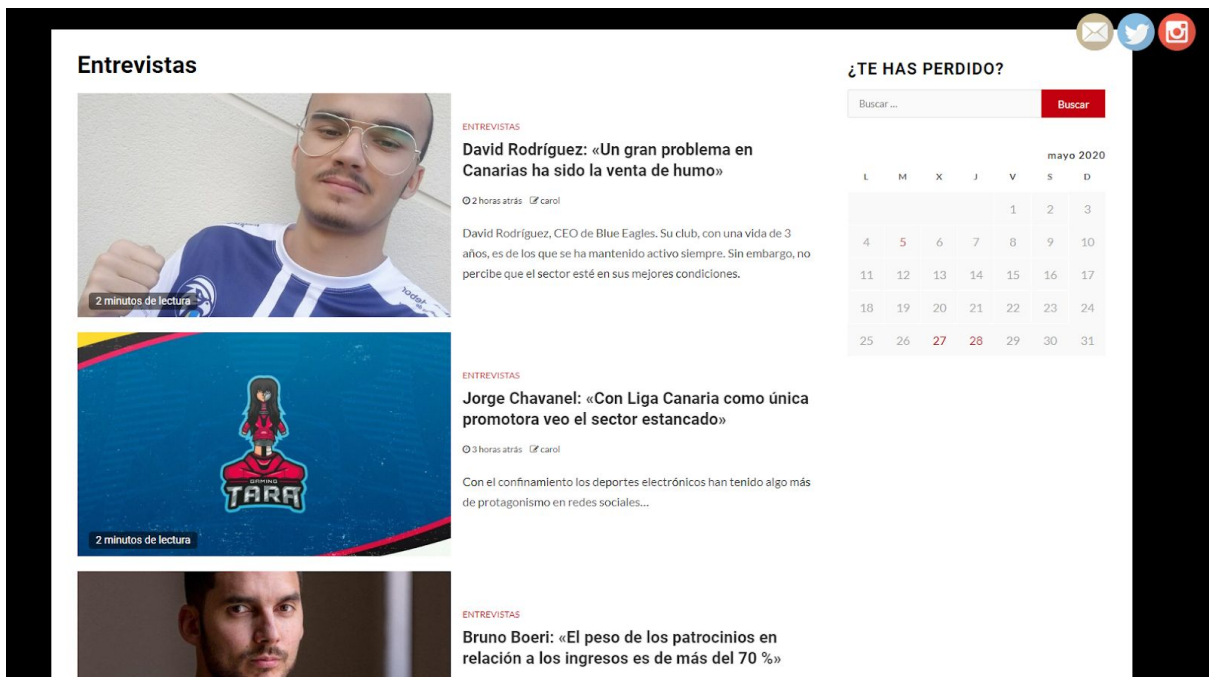 Entrevistas
2 minutos de lectura
ENTREVISTAS
David Rodríguez: «Un gran problema en
Canarias ha sido la venta de humo»
2 horas atrás carol
David Rodríguez, CEO de Blue Eagles. Su club, con una vida de 3
años, es de los que se ha mantenido activo siempre. Sin embargo, no
percibe que el sector esté en sus mejores condiciones.
GAMING
TARA
2 minutos de lectura
ENTREVISTAS
Jorge Chavanel: «Con Liga Canaria como única
promotora veo el sector estancado»
3 horas atrás carol
Con el confinamiento los deportes electrónicos han tenido algo más
de protagonismo en redes sociales...
ENTREVISTAS
Bruno Boeri: «El peso de los patrocinios en
relación a los ingresos es de más del 70 %»
¿TE HAS PERDIDO?
Buscar ... Buscar
mayo 2020
L M X J V S D
1 2 3
4 5 6 7 8 9 10
11 12 13 14 15 16 17
18 19 20 21 22 23 24
25 26 27 28 29 30 31